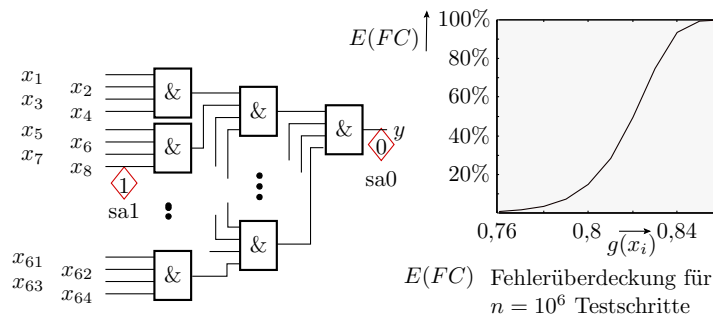 x1
x2
x3
x4
x5
x6
x7
x8
1
sa1
x61
x62
x63
x64
&
&
&
&
&
&
y
0
sa0
E(FC)
100%
80%
60%
40%
20%
0,76
0,8
0,84
g(xi)
E(FC) Fehlerüberdeckung für
n = 10^6 Testschritte